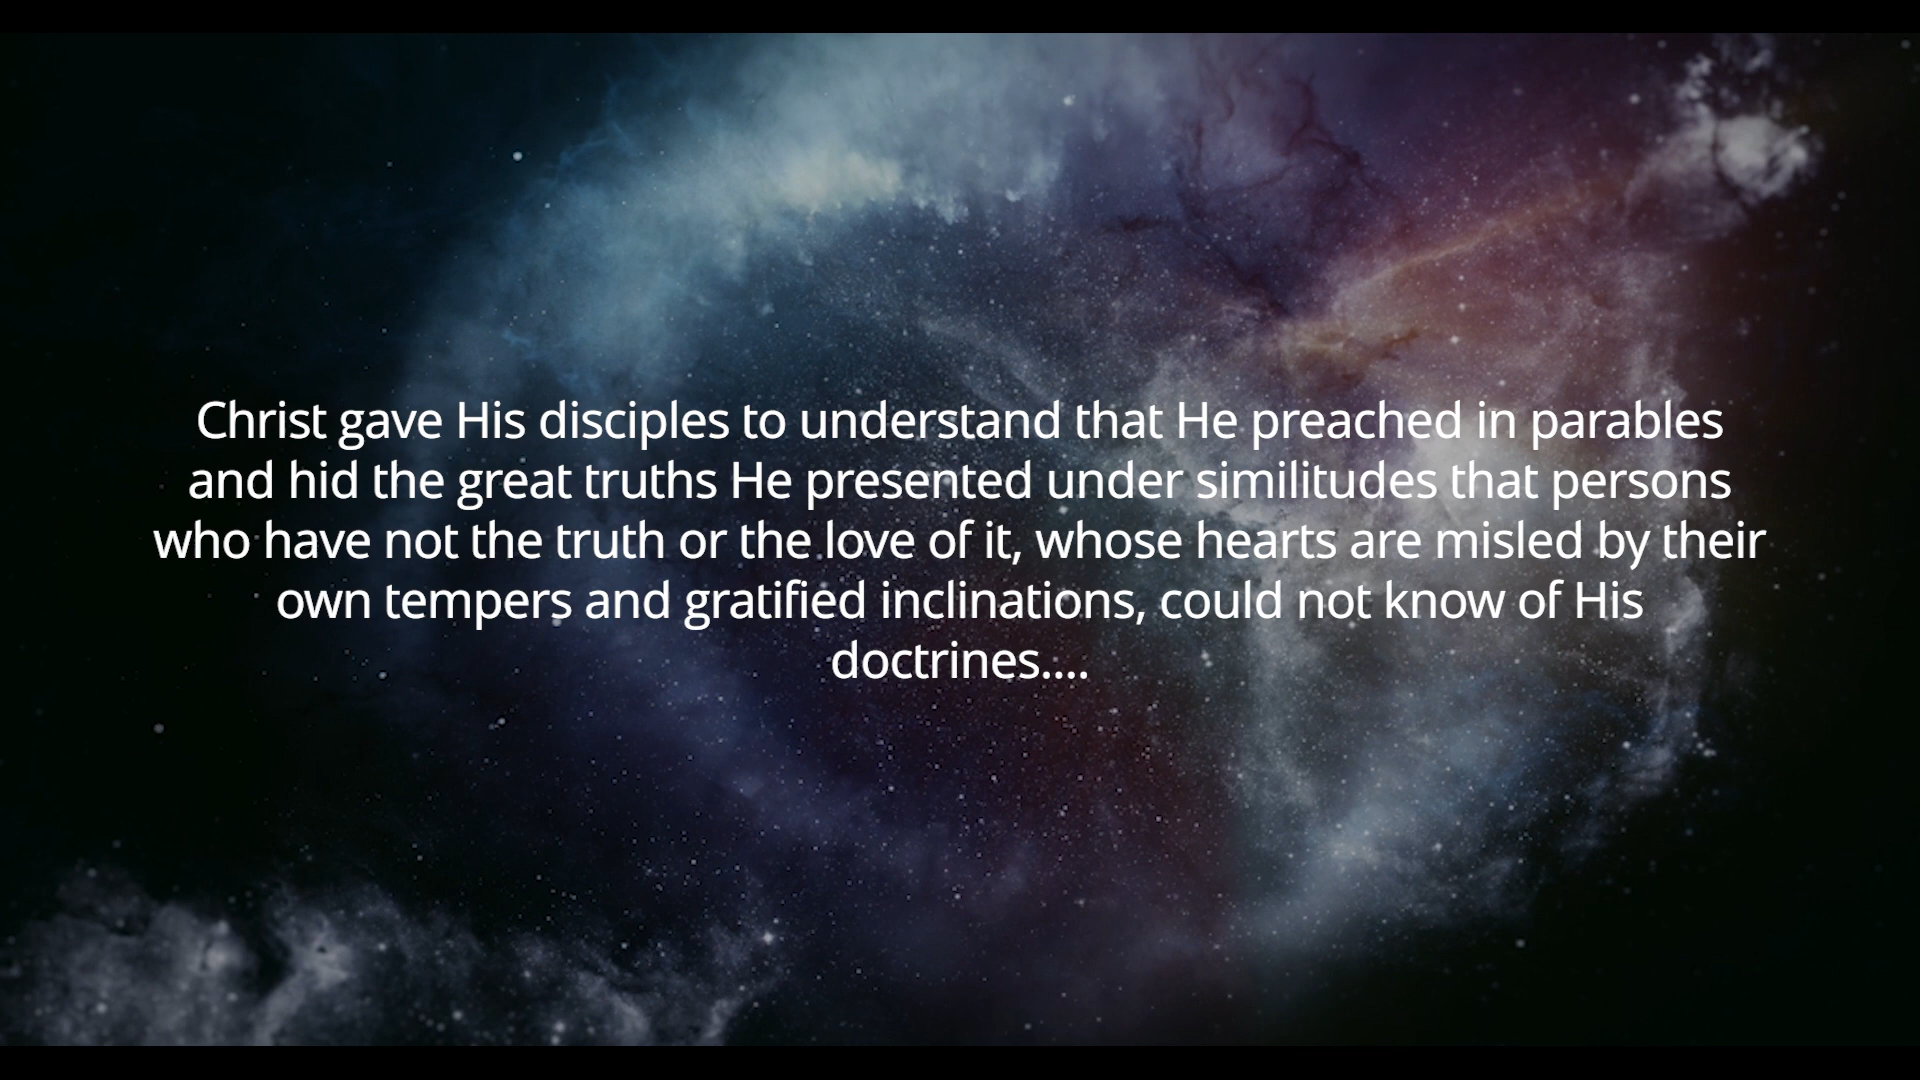 Christ gave His disciples to understand that He preached in parables
and hid the great truths He presented under similitudes that persons
who have not the truth or the love of it, whose hearts are misled by their
own tempers and gratified inclinations, could not know of His
doctrines....